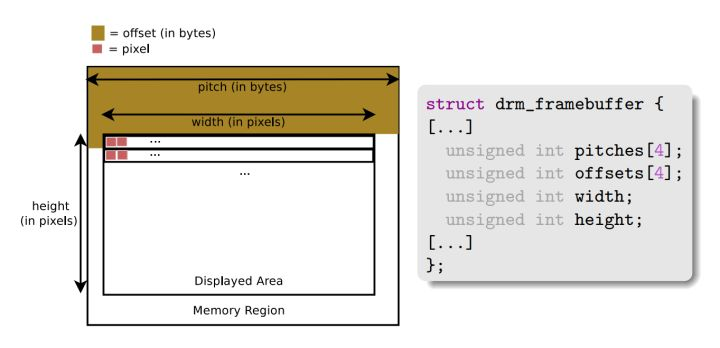 = offset (in bytes)
= pixel
pitch (in bytes)
width (in pixels)
...
...
...
height
(in pixels)
Displayed Area
Memory Region
struct drm_framebuffer {
[...]
unsigned int pitches[4];
unsigned int offsets[4];
unsigned int width;
unsigned int height;
[...]
};